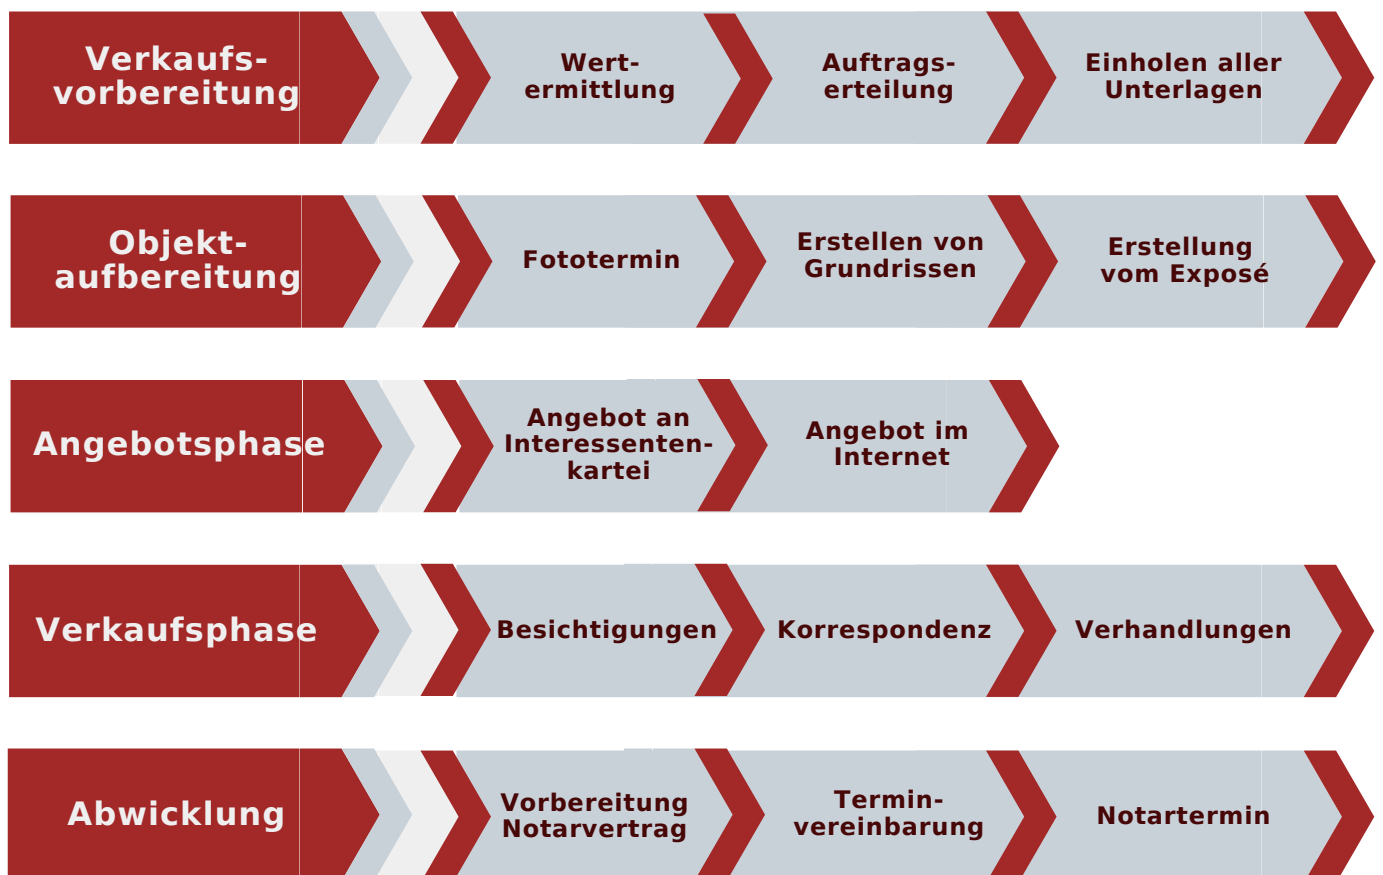 Verkaufs-
vorbereitung
Wert-
ermittlung
Auftrags-
erteilung
Einholen aller
Unterlagen
Objekt-
aufbereitung
Fototermin
Erstellen von
Grundrissen
Erstellung
vom Exposé
Angebotsphase
Angebot an
Interessenten-
kartei
Angebot im
Internet
Verkaufsphase
Besichtigungen
Korrespondenz
Verhandlungen
Abwicklung
Vorbereitung
Notarvertrag
Termin-
vereinbarung
Notartermin